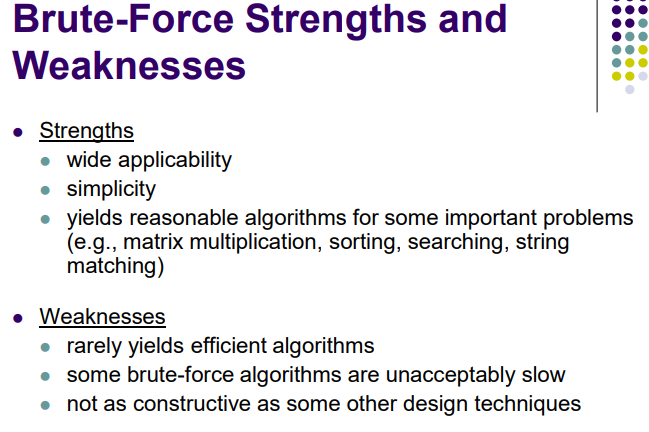 Brute-Force Strengths and
Weaknesses
Strengths
wide applicability
simplicity
yields reasonable algorithms for some important problems
(e.g., matrix multiplication, sorting, searching, string
matching)
Weaknesses
rarely yields efficient algorithms
some brute-force algorithms are unacceptably slow
not as constructive as some other design techniques